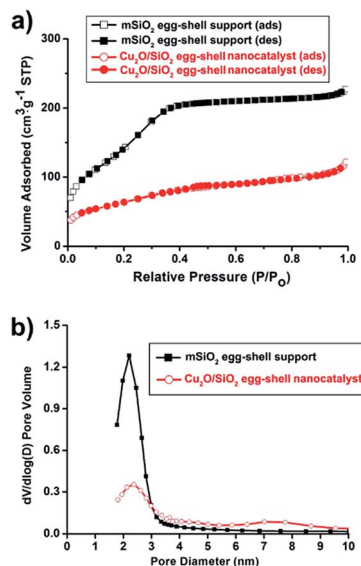 a)
mSiO₂ egg-shell support (ads)
mSiO₂ egg-shell support (des)
Cu₂O/SiO₂ egg-shell nanocatalyst (ads)
Cu₂O/SiO₂ egg-shell nanocatalyst (des)
Volume Adsorbed (cm³g⁻¹ STP)
300
200
100
0
0.0 0.2 0.4 0.6 0.8 1.0
Relative Pressure (P/P₀)
b)
mSiO₂ egg-shell support
Cu₂O/SiO₂ egg-shell nanocatalyst
dV/dlog(D) Pore Volume
1.5
1.2
0.9
0.6
0.3
0.0
0 1 2 3 4 5 6 7 8 9 10
Pore Diameter (nm)